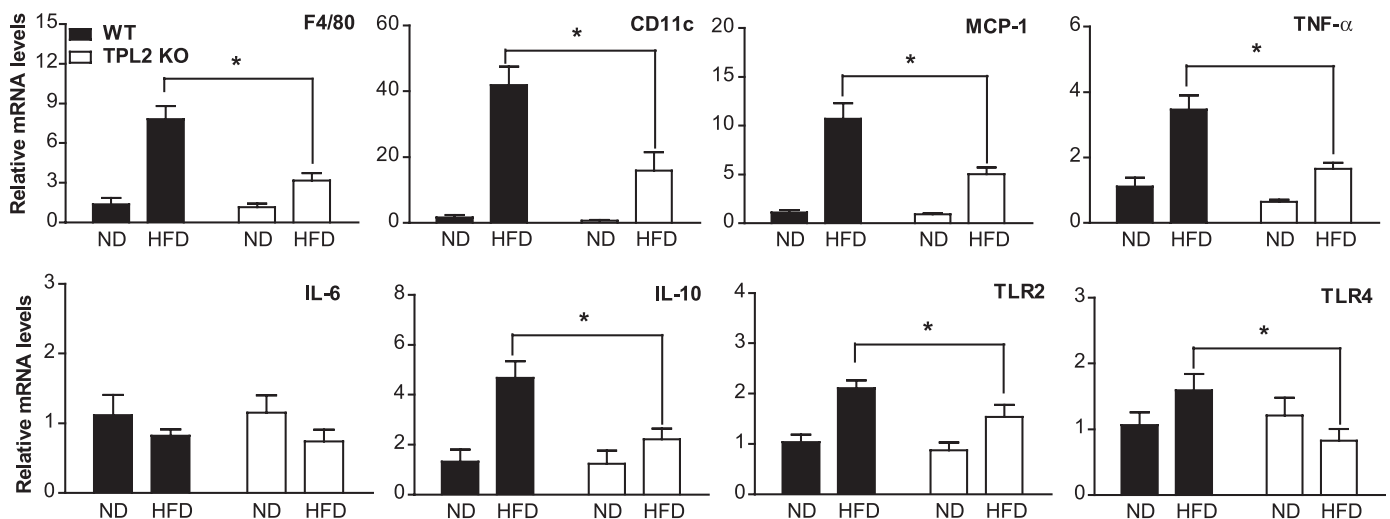 Relative mRNA levels
15
12
9
6
3
0
WT
TPL2 KO
F4/80
*
ND HFD ND HFD
60
40
20
0
CD11c
*
ND HFD ND HFD
20
15
10
5
0
MCP-1
*
ND HFD ND HFD
6
4
2
0
TNF-α
*
ND HFD ND HFD
Relative mRNA levels
3
2
1
0
IL-6
ND HFD ND HFD
8
6
4
2
0
IL-10
*
ND HFD ND HFD
4
3
2
1
0
TLR2
*
ND HFD ND HFD
3
2
1
0
TLR4
*
ND HFD ND HFD